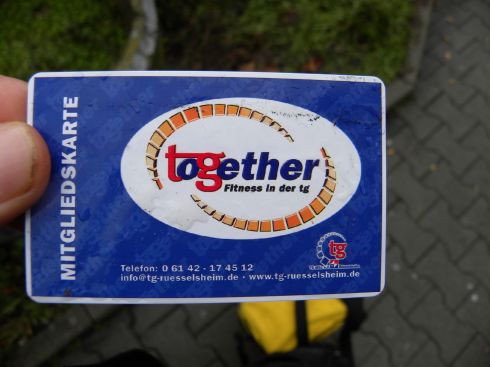 MITGLIEDSKARTE
together
Fitness in der tg
tg
Telefon: 0 61 42 - 17 45 12
info@tg-ruesselsheim.de · www.tg-ruesselsheim.de